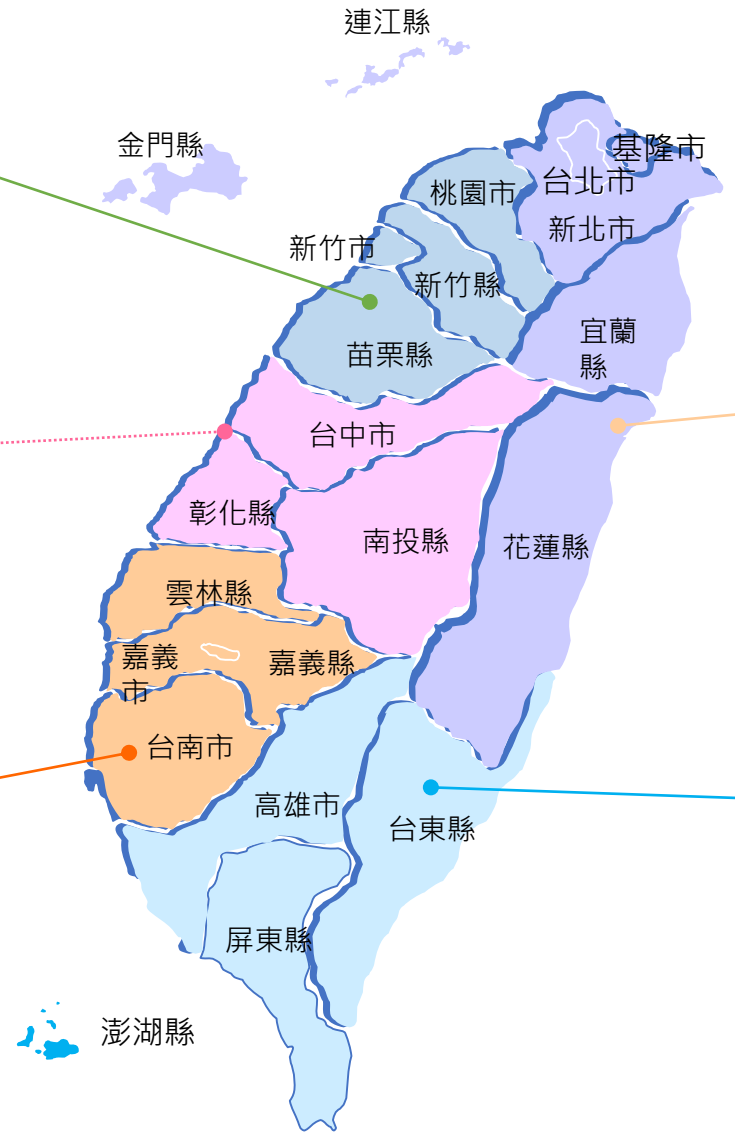 連江縣
金門縣
基隆市
台北市
桃園市
新北市
新竹市
新竹縣
宜蘭
縣
苗栗縣
台中市
彰化縣
南投縣
花蓮縣
雲林縣
嘉義
市
嘉義縣
台南市
高雄市
台東縣
屏東縣
澎湖縣